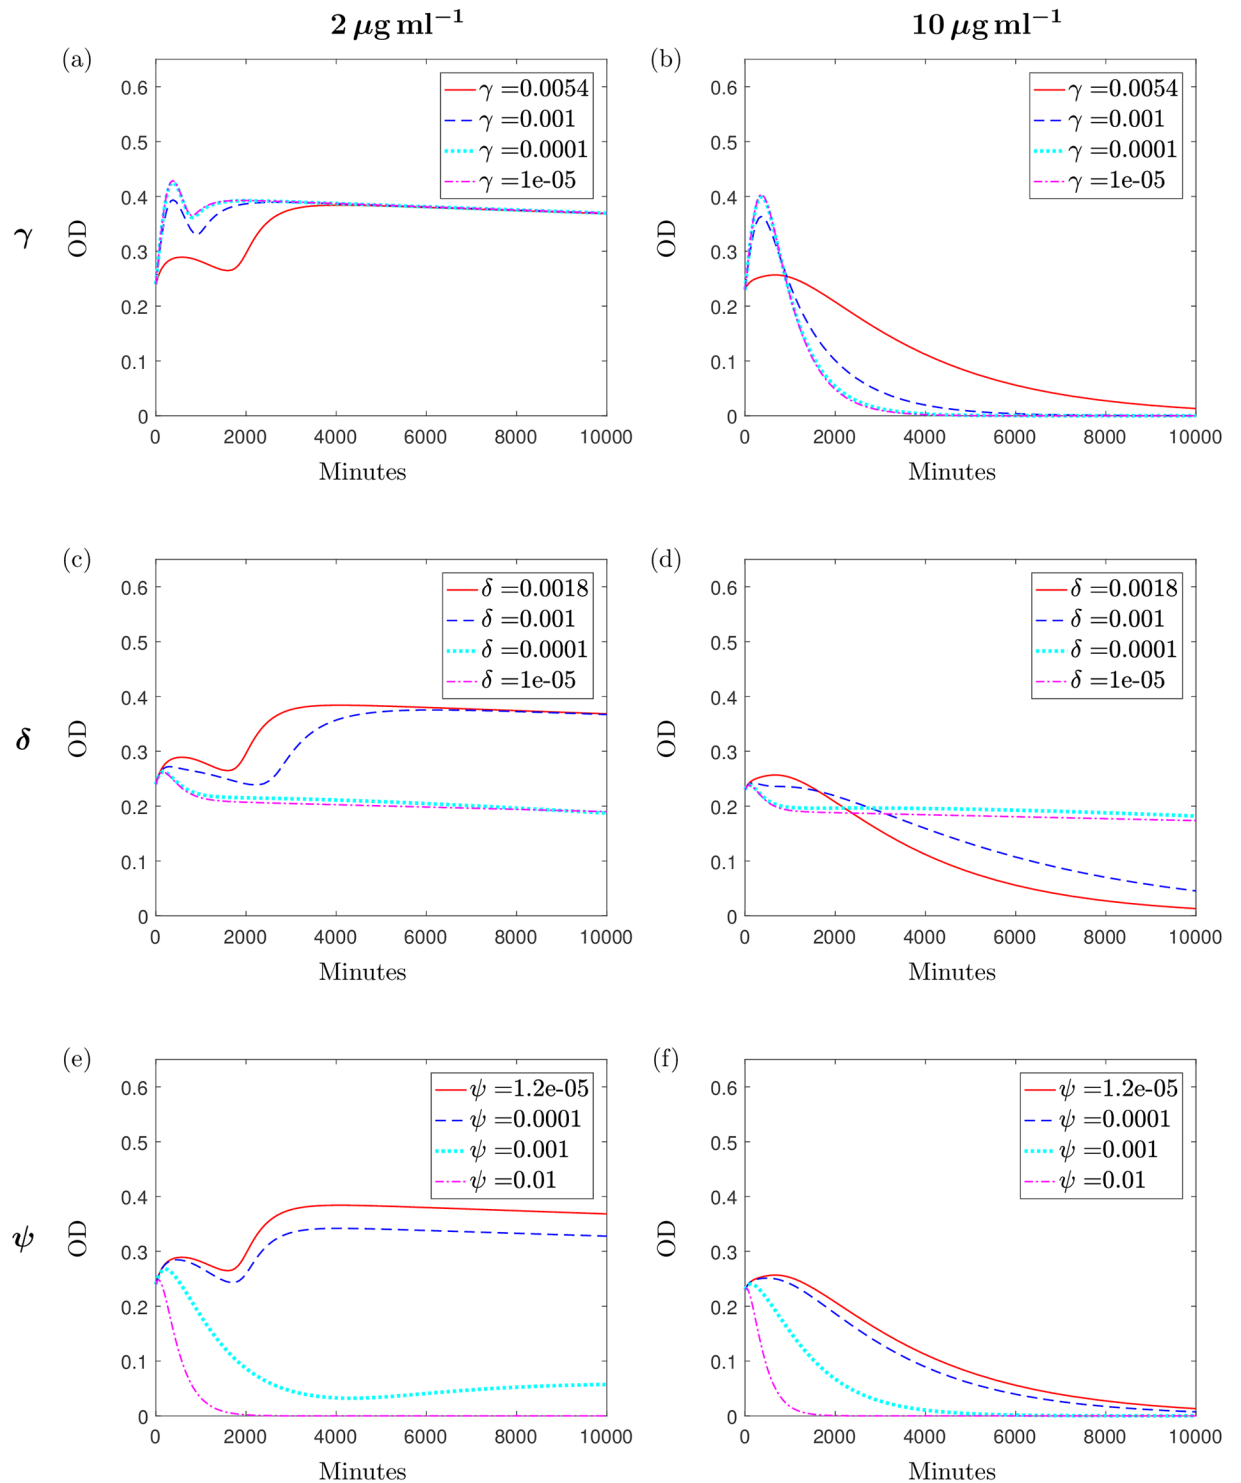 2 μg ml⁻¹
10 μg ml⁻¹
(a)
γ
OD
0.6
0.5
0.4
0.3
0.2
0.1
0
0 2000 4000 6000 8000 10000
Minutes
γ =0.0054
γ =0.001
γ =0.0001
γ =1e-05
(b)
OD
0.6
0.5
0.4
0.3
0.2
0.1
0
0 2000 4000 6000 8000 10000
Minutes
γ =0.0054
γ =0.001
γ =0.0001
γ =1e-05
(c)
δ
OD
0.6
0.5
0.4
0.3
0.2
0.1
0
0 2000 4000 6000 8000 10000
Minutes
δ =0.0018
δ =0.001
δ =0.0001
δ =1e-05
(d)
OD
0.6
0.5
0.4
0.3
0.2
0.1
0
0 2000 4000 6000 8000 10000
Minutes
δ =0.0018
δ =0.001
δ =0.0001
δ =1e-05
(e)
ψ
OD
0.6
0.5
0.4
0.3
0.2
0.1
0
0 2000 4000 6000 8000 10000
Minutes
ψ =1.2e-05
ψ =0.0001
ψ =0.001
ψ =0.01
(f)
OD
0.6
0.5
0.4
0.3
0.2
0.1
0
0 2000 4000 6000 8000 10000
Minutes
ψ =1.2e-05
ψ =0.0001
ψ =0.001
ψ =0.01